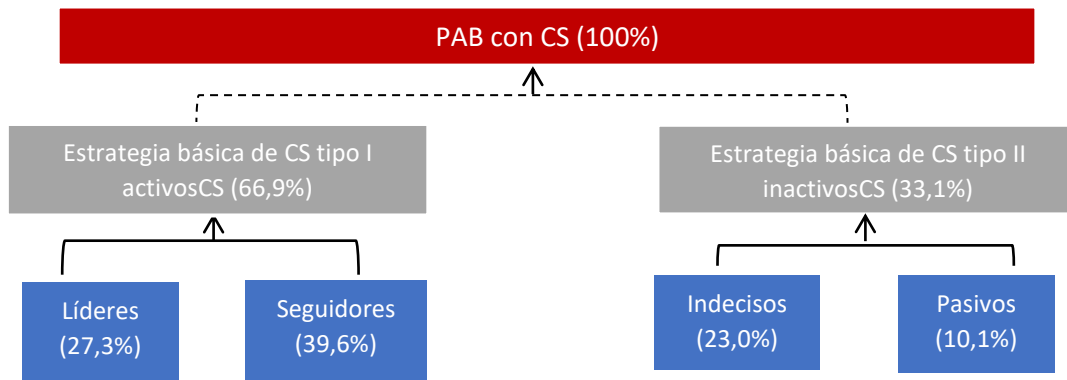 PAB con CS (100%)
Estrategia básica de CS tipo I
activosCS (66,9%)
Estrategia básica de CS tipo II
inactivosCS (33,1%)
Líderes
(27,3%)
Seguidores
(39,6%)
Indecisos
(23,0%)
Pasivos
(10,1%)